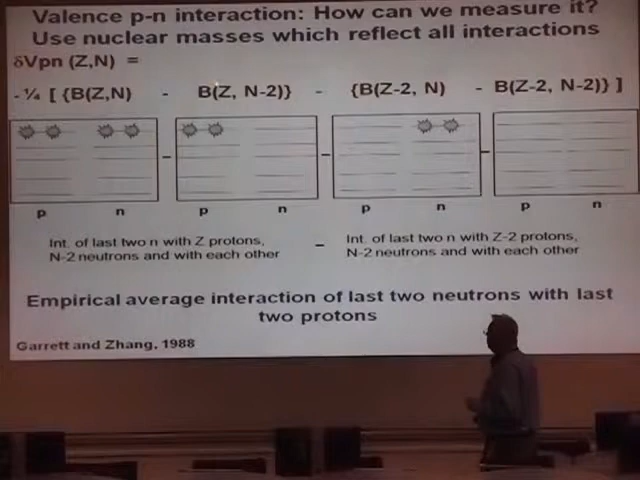 Valence p-n interaction: How can we measure it?
Use nuclear masses which reflect all interactions
δVpn (Z,N) =
- ¼ [ {B(Z,N) - B(Z, N-2)} - {B(Z-2, N) - B(Z-2, N-2)} ]
- - -
p n p n p n p n
Int. of last two n with Z protons, - Int. of last two n with Z-2 protons,
N-2 neutrons and with each other N-2 neutrons and with each other
Empirical average interaction of last two neutrons with last
two protons
Garrett and Zhang, 1988